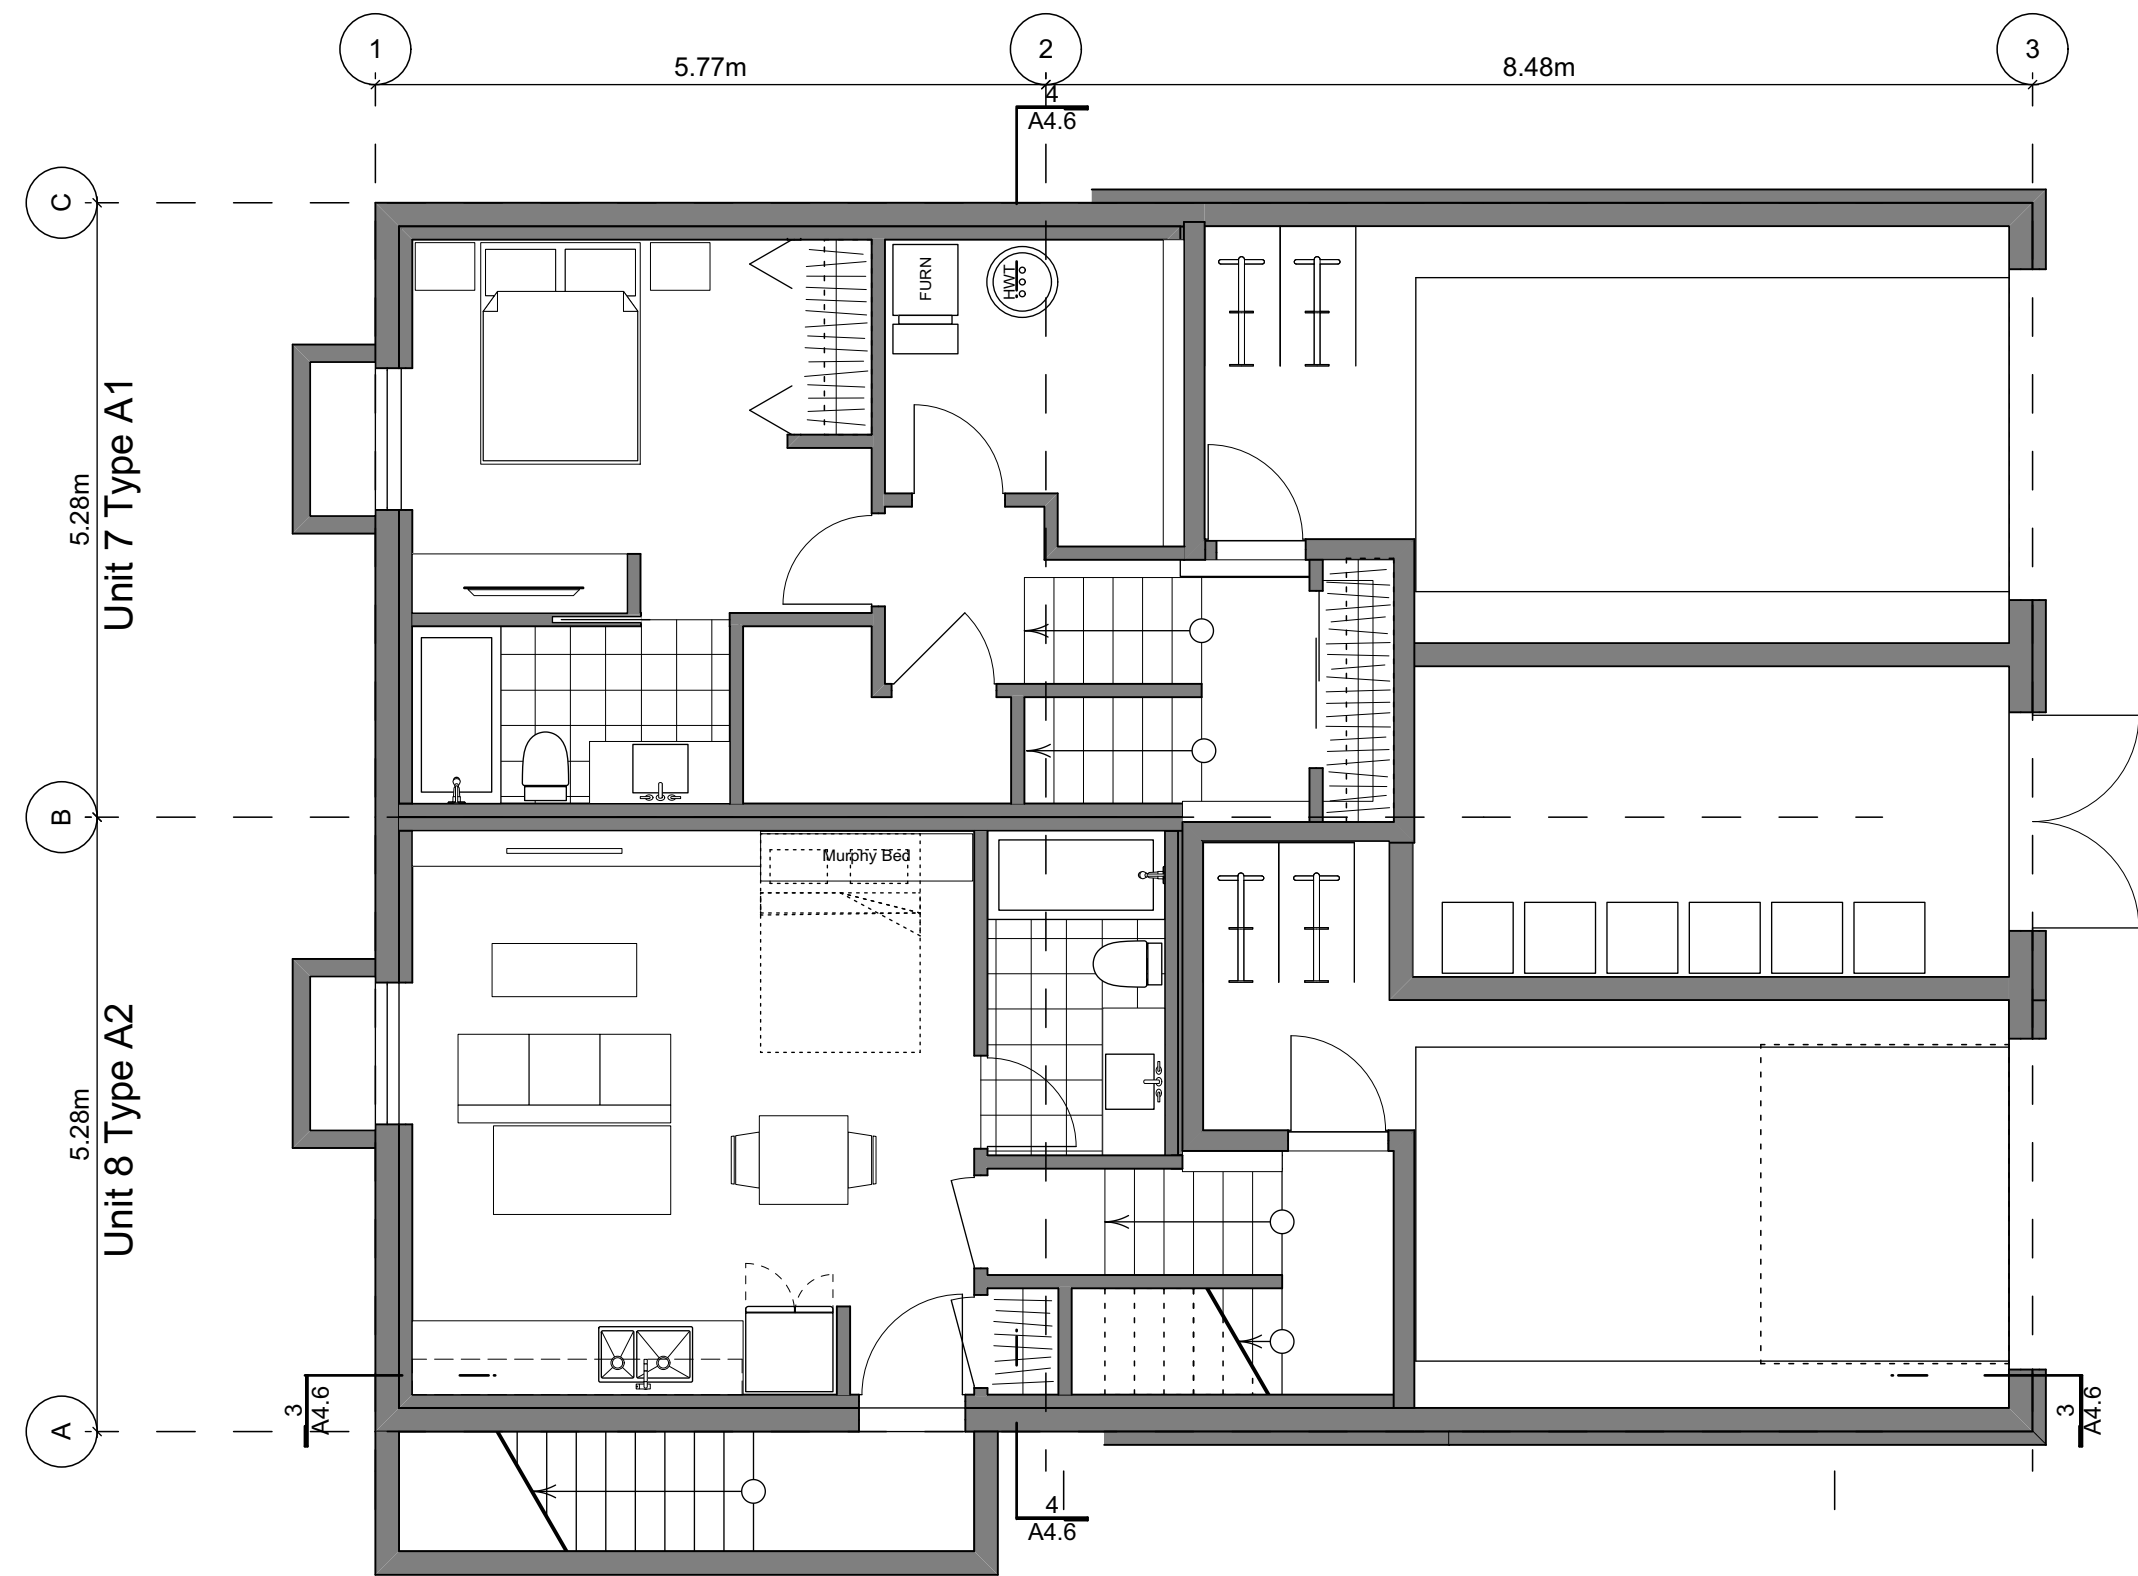 1
2
3
5.77m
8.48m
4
A4.6
C
FURN
HWT
5.28m
Unit 7 Type A1
B
Murphy Bed
5.28m
Unit 8 Type A2
A
3
A4.6
3
A4.6
4
A4.6